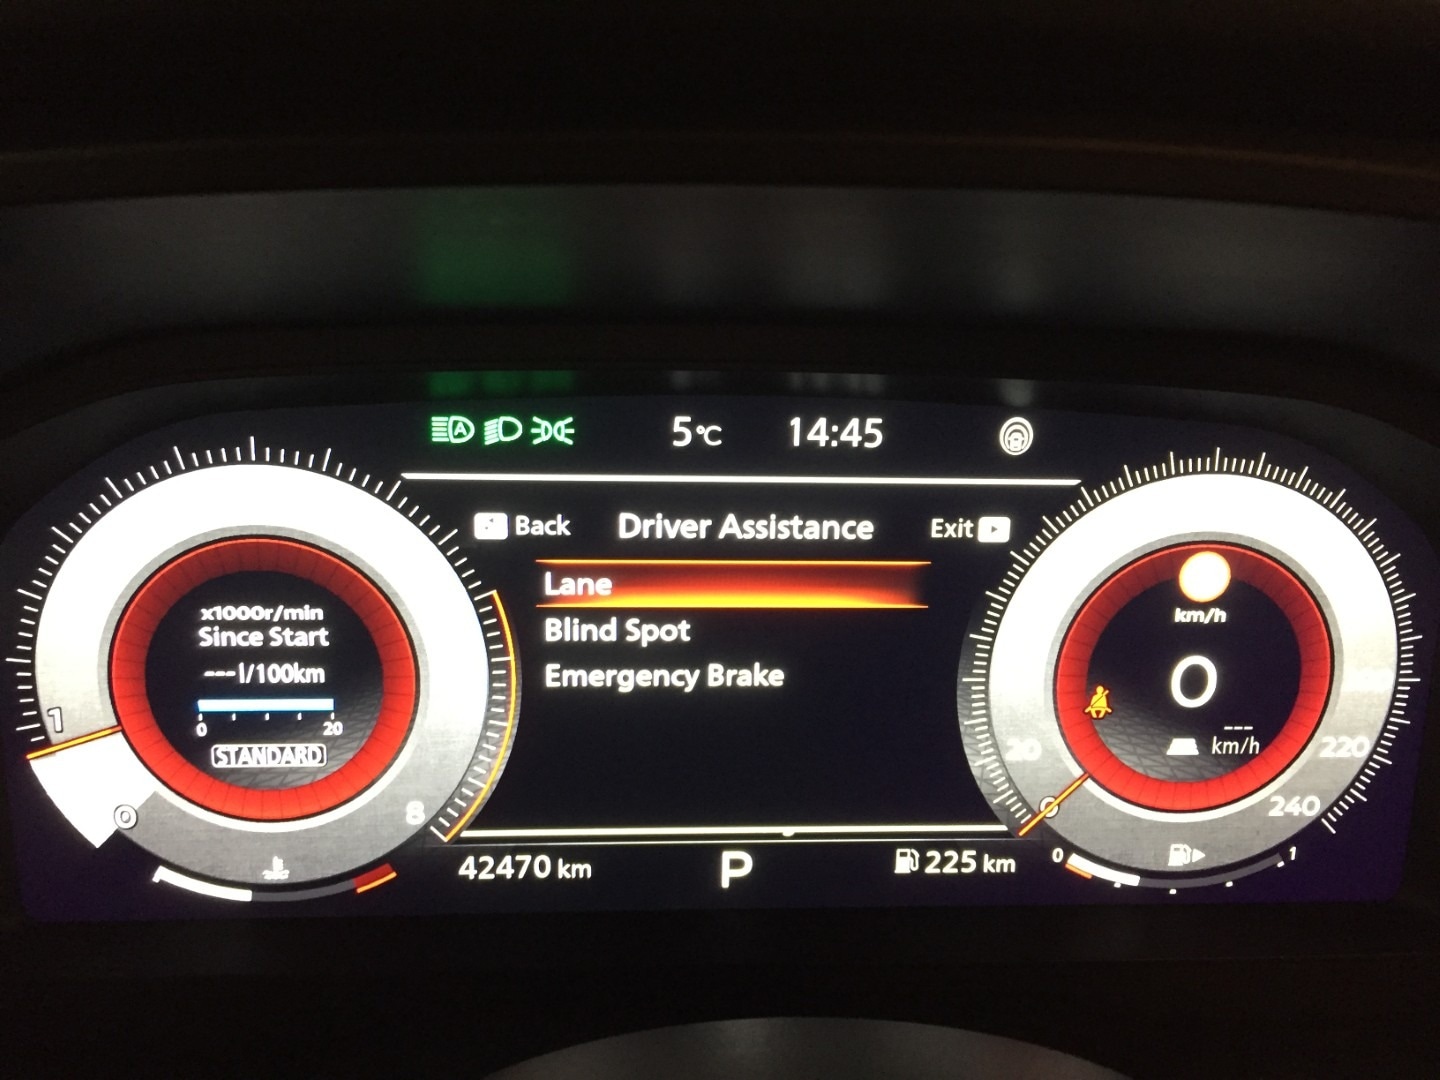 5°C 14:45
Back Driver Assistance Exit
Lane
Blind Spot
Emergency Brake
x1000r/min
Since Start
---l/100km
0 20
STANDARD
1
0
8
km/h
0
---
km/h
20
0
220
240
42470 km P 225 km
0 1
A